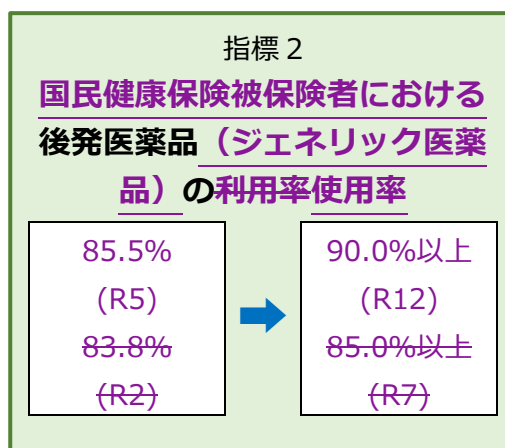 指標２
国民健康保険被保険者における
後発医薬品（ジェネリック医薬
品）の利用率使用率
85.5%
(R5)
83.8%
(R2)
90.0%以上
(R12)
85.0%以上
(R7)